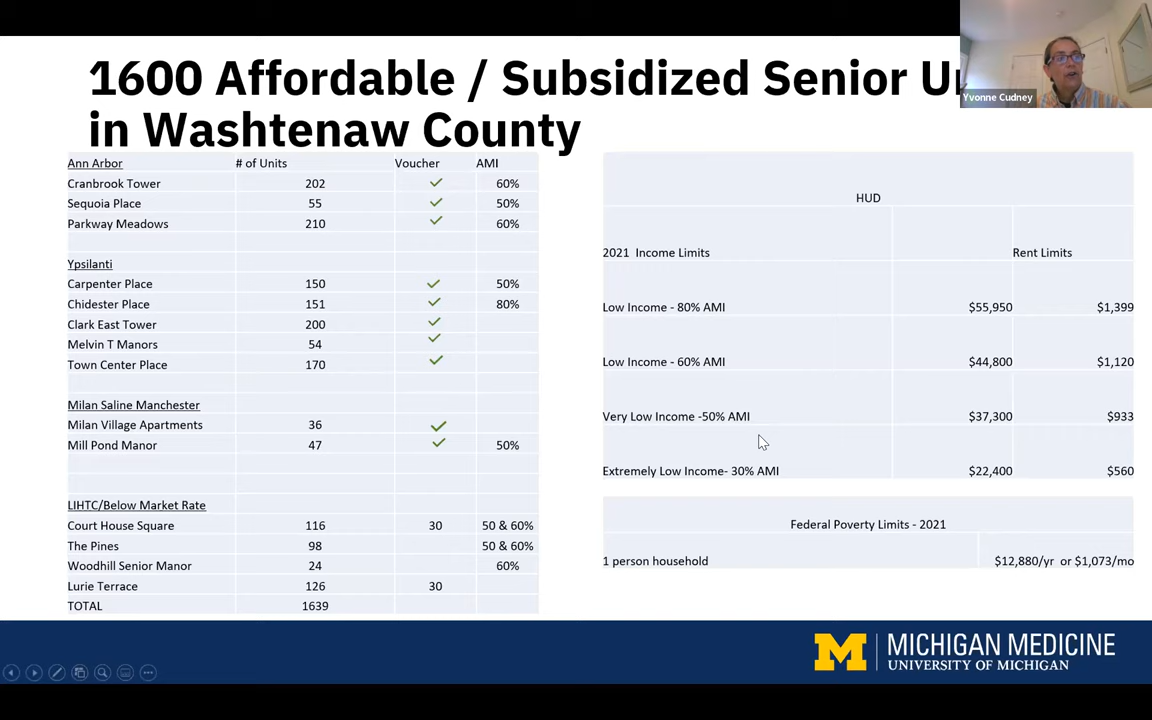 1600 Affordable / Subsidized Senior
in Washtenaw County
Yvonne Cudney
Ann Arbor # of Units Voucher AMI
Cranbrook Tower 202 ✓ 60%
Sequoia Place 55 ✓ 50%
Parkway Meadows 210 ✓ 60%
Ypsilanti
Carpenter Place 150 ✓ 50%
Chidester Place 151 ✓ 80%
Clark East Tower 200 ✓
Melvin T Manors 54 ✓
Town Center Place 170 ✓
Milan Saline Manchester
Milan Village Apartments 36 ✓
Mill Pond Manor 47 ✓ 50%
LIHTC/Below Market Rate
Court House Square 116 30 50 & 60%
The Pines 98 50 & 60%
Woodhill Senior Manor 24 60%
Lurie Terrace 126 30
TOTAL 1639
HUD
2021 Income Limits Rent Limits
Low Income - 80% AMI $55,950 $1,399
Low Income - 60% AMI $44,800 $1,120
Very Low Income -50% AMI $37,300 $933
Extremely Low Income- 30% AMI $22,400 $560
Federal Poverty Limits - 2021
1 person household $12,880/yr or $1,073/mo
M MICHIGAN MEDICINE
UNIVERSITY OF MICHIGAN